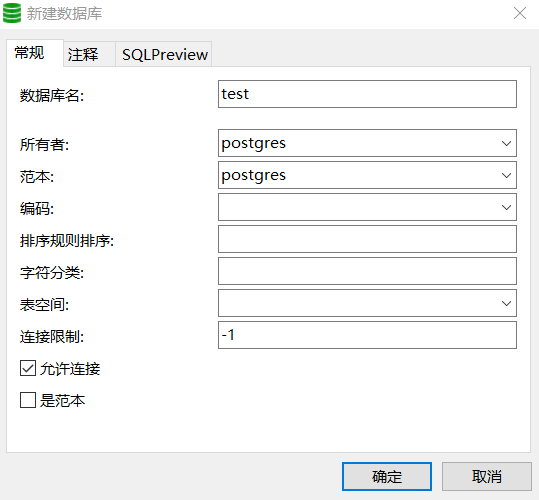 新建数据库
常规 注释 SQLPreview
数据库名: test
所有者: postgres
范本: postgres
编码:
排序规则排序:
字符分类:
表空间:
连接限制: -1
允许连接
是范本
确定 取消